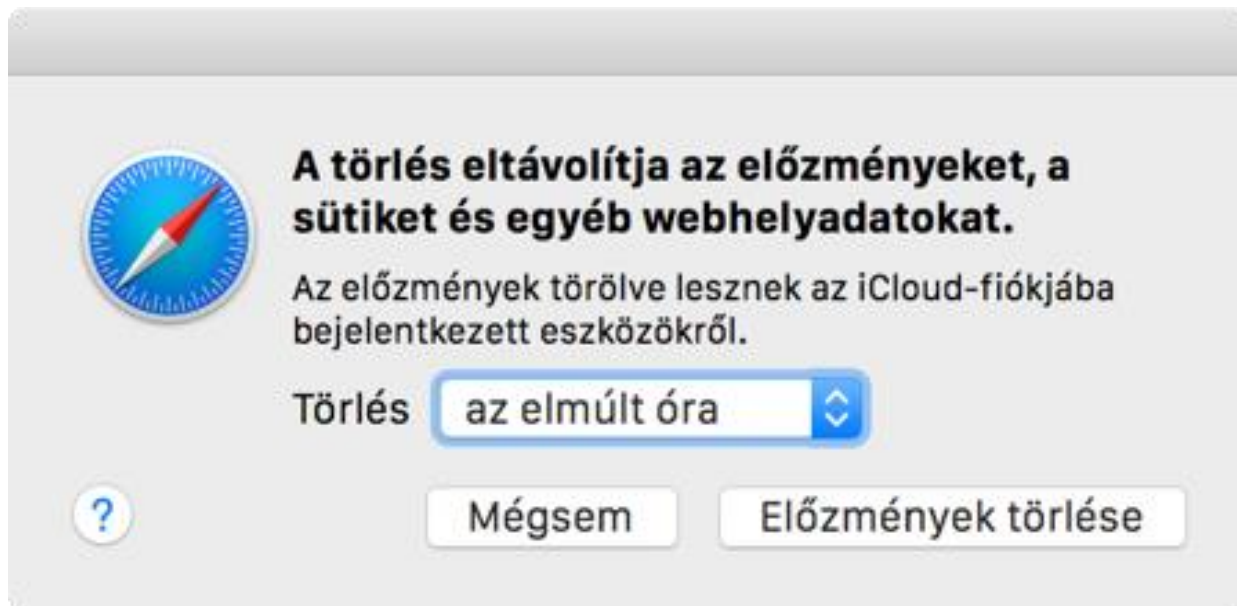 A törlés eltávolítja az előzményeket, a
sütiket és egyéb webhelyadatokat.
Az előzmények törölve lesznek az iCloud-fiókjába
bejelentkezett eszközökről.
Törlés az elmúlt óra
? Mégsem Előzmények törlése